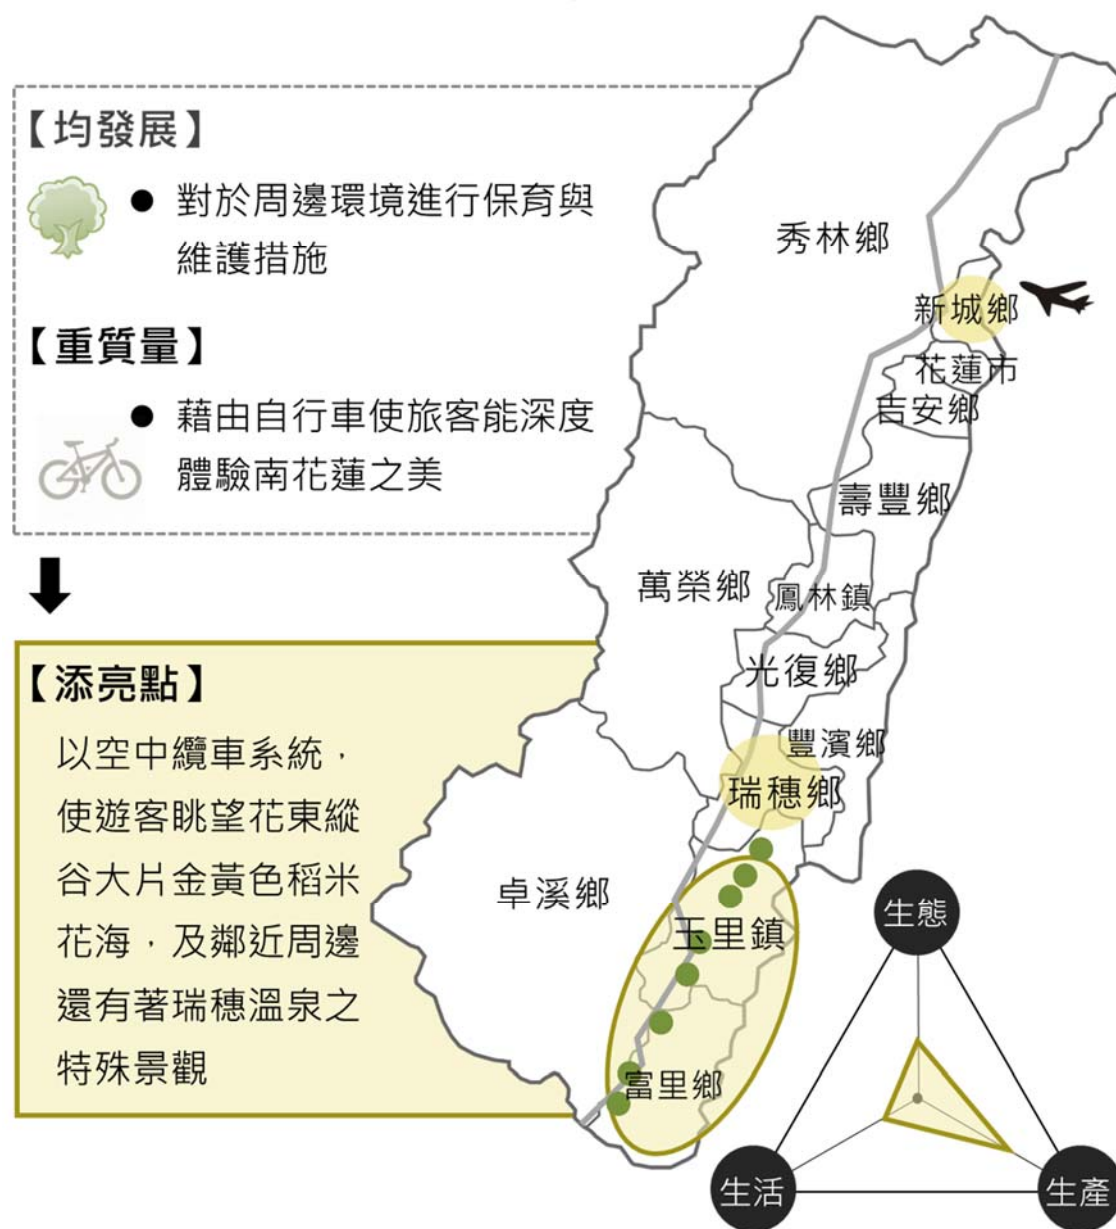 【均發展】
● 對於周邊環境進行保育與
維護措施
【重質量】
● 藉由自行車使旅客能深度
體驗南花蓮之美
【添亮點】
以空中纜車系統，
使遊客眺望花東縱
谷大片金黃色稻米
花海，及鄰近周邊
還有著瑞穗溫泉之
特殊景觀
秀林鄉
新城鄉
花蓮市
吉安鄉
壽豐鄉
萬榮鄉
鳳林鎮
光復鄉
豐濱鄉
瑞穗鄉
卓溪鄉
玉里鎮
富里鄉
生態
生活
生產